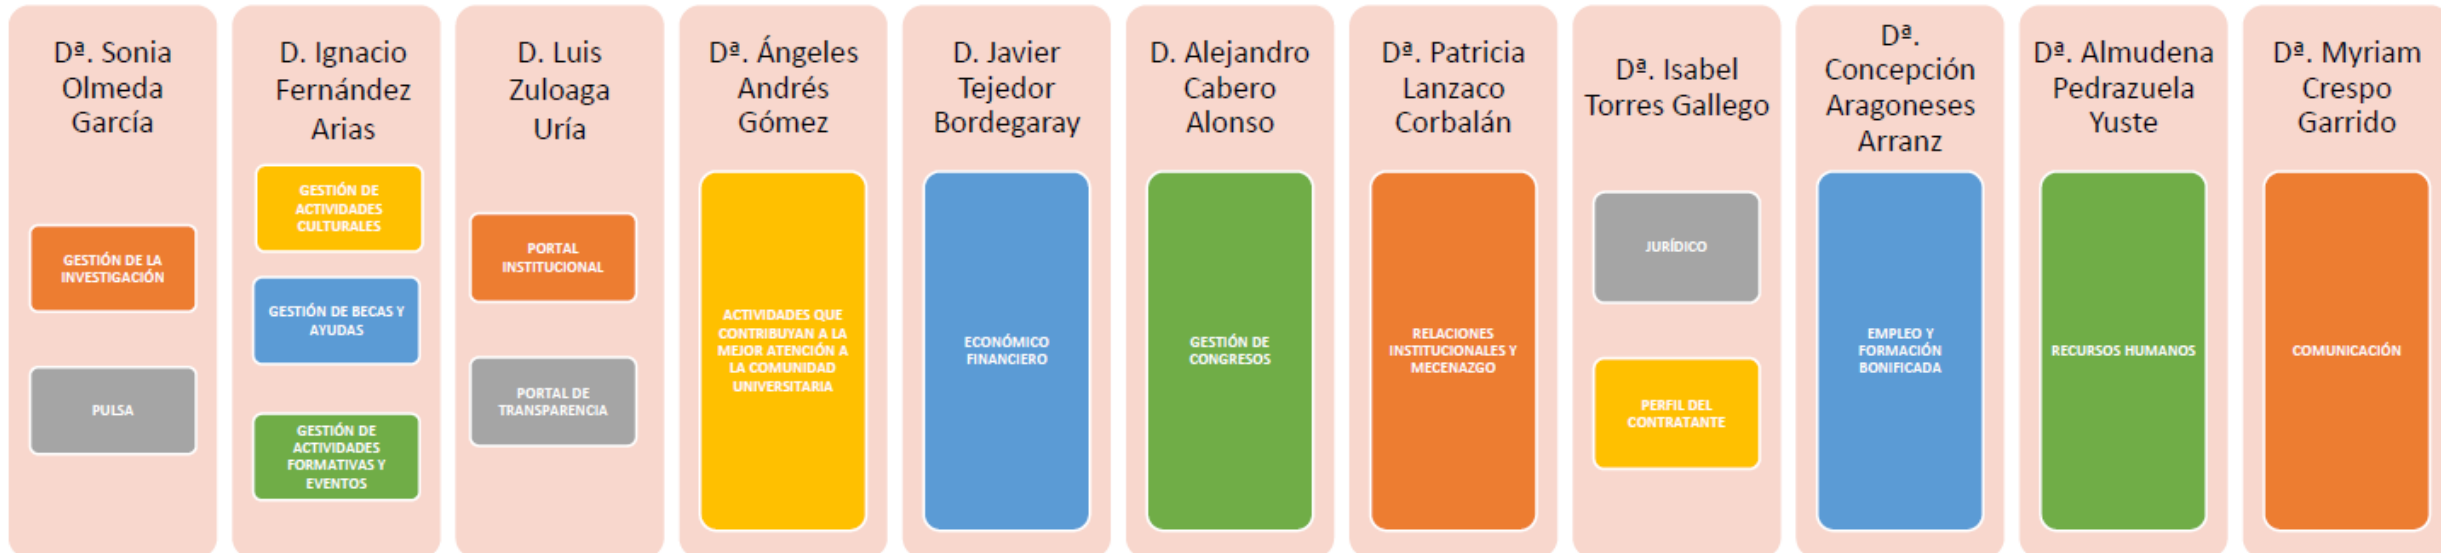 Dª. Sonia
Olmeda
García
GESTIÓN DE LA
INVESTIGACIÓN
PULSA
D. Ignacio
Fernández
Arias
GESTIÓN DE
ACTIVIDADES
CULTURALES
GESTIÓN DE BECAS Y
AYUDAS
GESTIÓN DE
ACTIVIDADES
FORMATIVAS Y
EVENTOS
D. Luis
Zuloaga
Uría
PORTAL
INSTITUCIONAL
PORTAL DE
TRANSPARENCIA
Dª. Ángeles
Andrés
Gómez
ACTIVIDADES QUE
CONTRIBUYAN A LA
MEJOR ATENCIÓN A
LA COMUNIDAD
UNIVERSITARIA
D. Javier
Tejedor
Bordegaray
ECONÓMICO
FINANCIERO
D. Alejandro
Cabero
Alonso
GESTIÓN DE
CONGRESOS
Dª. Patricia
Lanzaco
Corbalán
RELACIONES
INSTITUCIONALES Y
MECENAZGO
Dª. Isabel
Torres Gallego
JURÍDICO
PERFIL DEL
CONTRATANTE
Dª.
Concepción
Aragoneses
Arranz
EMPLEO Y
FORMACIÓN
BONIFICADA
Dª. Almudena
Pedrazuela
Yuste
RECURSOS HUMANOS
Dª. Myriam
Crespo
Garrido
COMUNICACIÓN